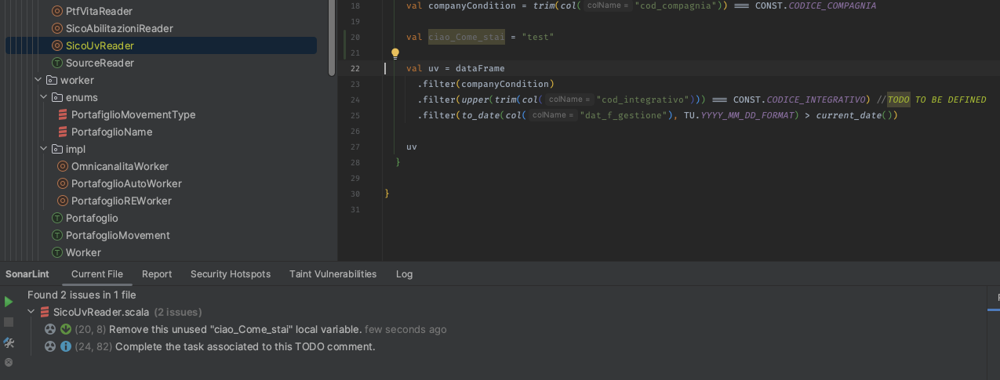 PtfVitaReader
SicoAbilitazioniReader
SicoUvReader
SourceReader
worker
enums
PortafiglioMovementType
PortafoglioName
impl
OmnicanalitaWorker
PortafoglioAutoWorker
PortafoglioREWorker
Portafoglio
PortafoglioMovement
Worker
18 val companyCondition = trim(col( colName = "cod_compagnia")) === CONST.CODICE_COMPAGNIA
19
20 val ciao_Come_stai = "test"
21
22 val uv = dataFrame
23 .filter(companyCondition)
24 .filter(upper(trim(col( colName = "cod_integrativo"))) === CONST.CODICE_INTEGRATIVO) //TODO TO BE DEFINED
25 .filter(to_date(col( colName = "dat_f_gestione"), TU.YYYY_MM_DD_FORMAT) > current_date())
26
27 uv
28 }
29
30 }
31
SonarLint Current File Report Security Hotspots Taint Vulnerabilities Log
Found 2 issues in 1 file
SicoUvReader.scala (2 issues)
(20, 8) Remove this unused "ciao_Come_stai" local variable. few seconds ago
(24, 82) Complete the task associated to this TODO comment.